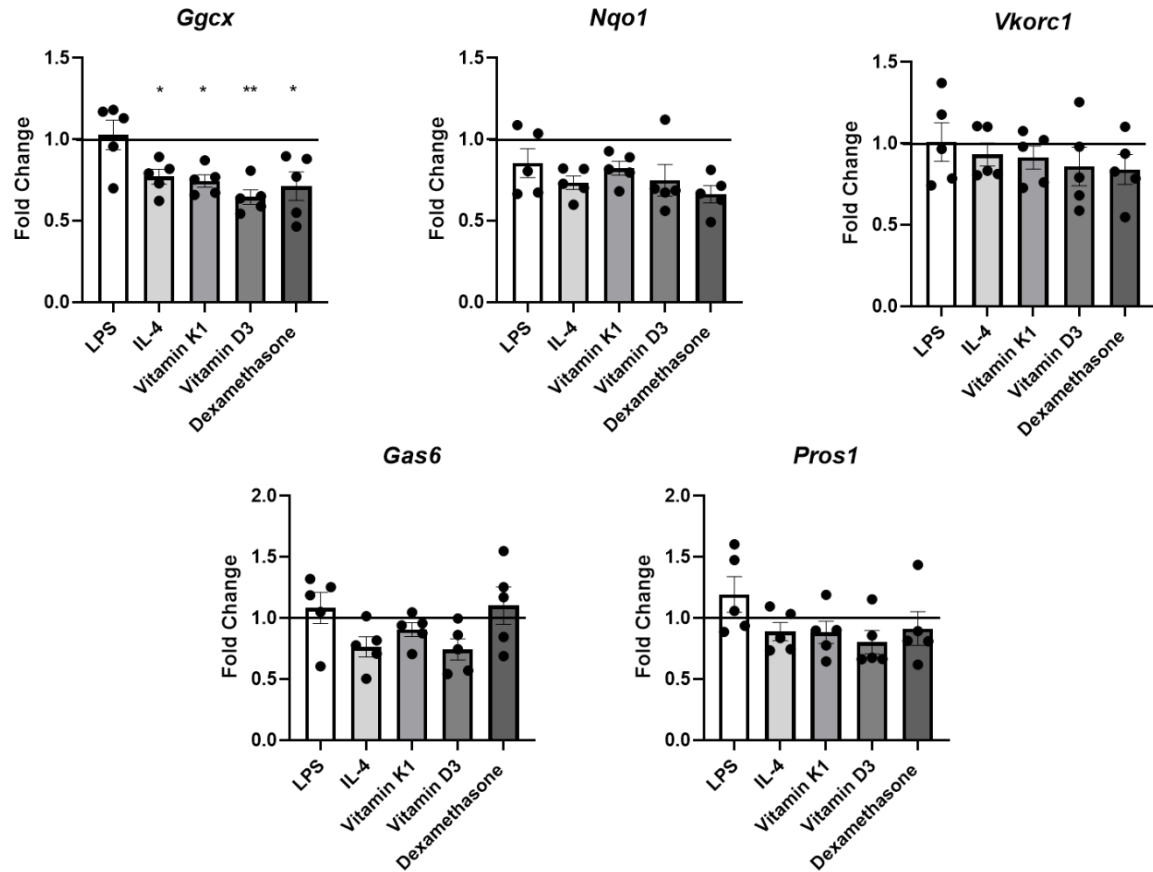 Ggcx
1.5
1.0
0.5
0.0
Fold Change
* * ** *
LPS
IL-4
Vitamin K1
Vitamin D3
Dexamethasone
Nqo1
1.5
1.0
0.5
0.0
Fold Change
LPS
IL-4
Vitamin K1
Vitamin D3
Dexamethasone
Vkorc1
1.5
1.0
0.5
0.0
Fold Change
LPS
IL-4
Vitamin K1
Vitamin D3
Dexamethasone
Gas6
2.0
1.5
1.0
0.5
0.0
Fold Change
LPS
IL-4
Vitamin K1
Vitamin D3
Dexamethasone
Pros1
2.0
1.5
1.0
0.5
0.0
Fold Change
LPS
IL-4
Vitamin K1
Vitamin D3
Dexamethasone